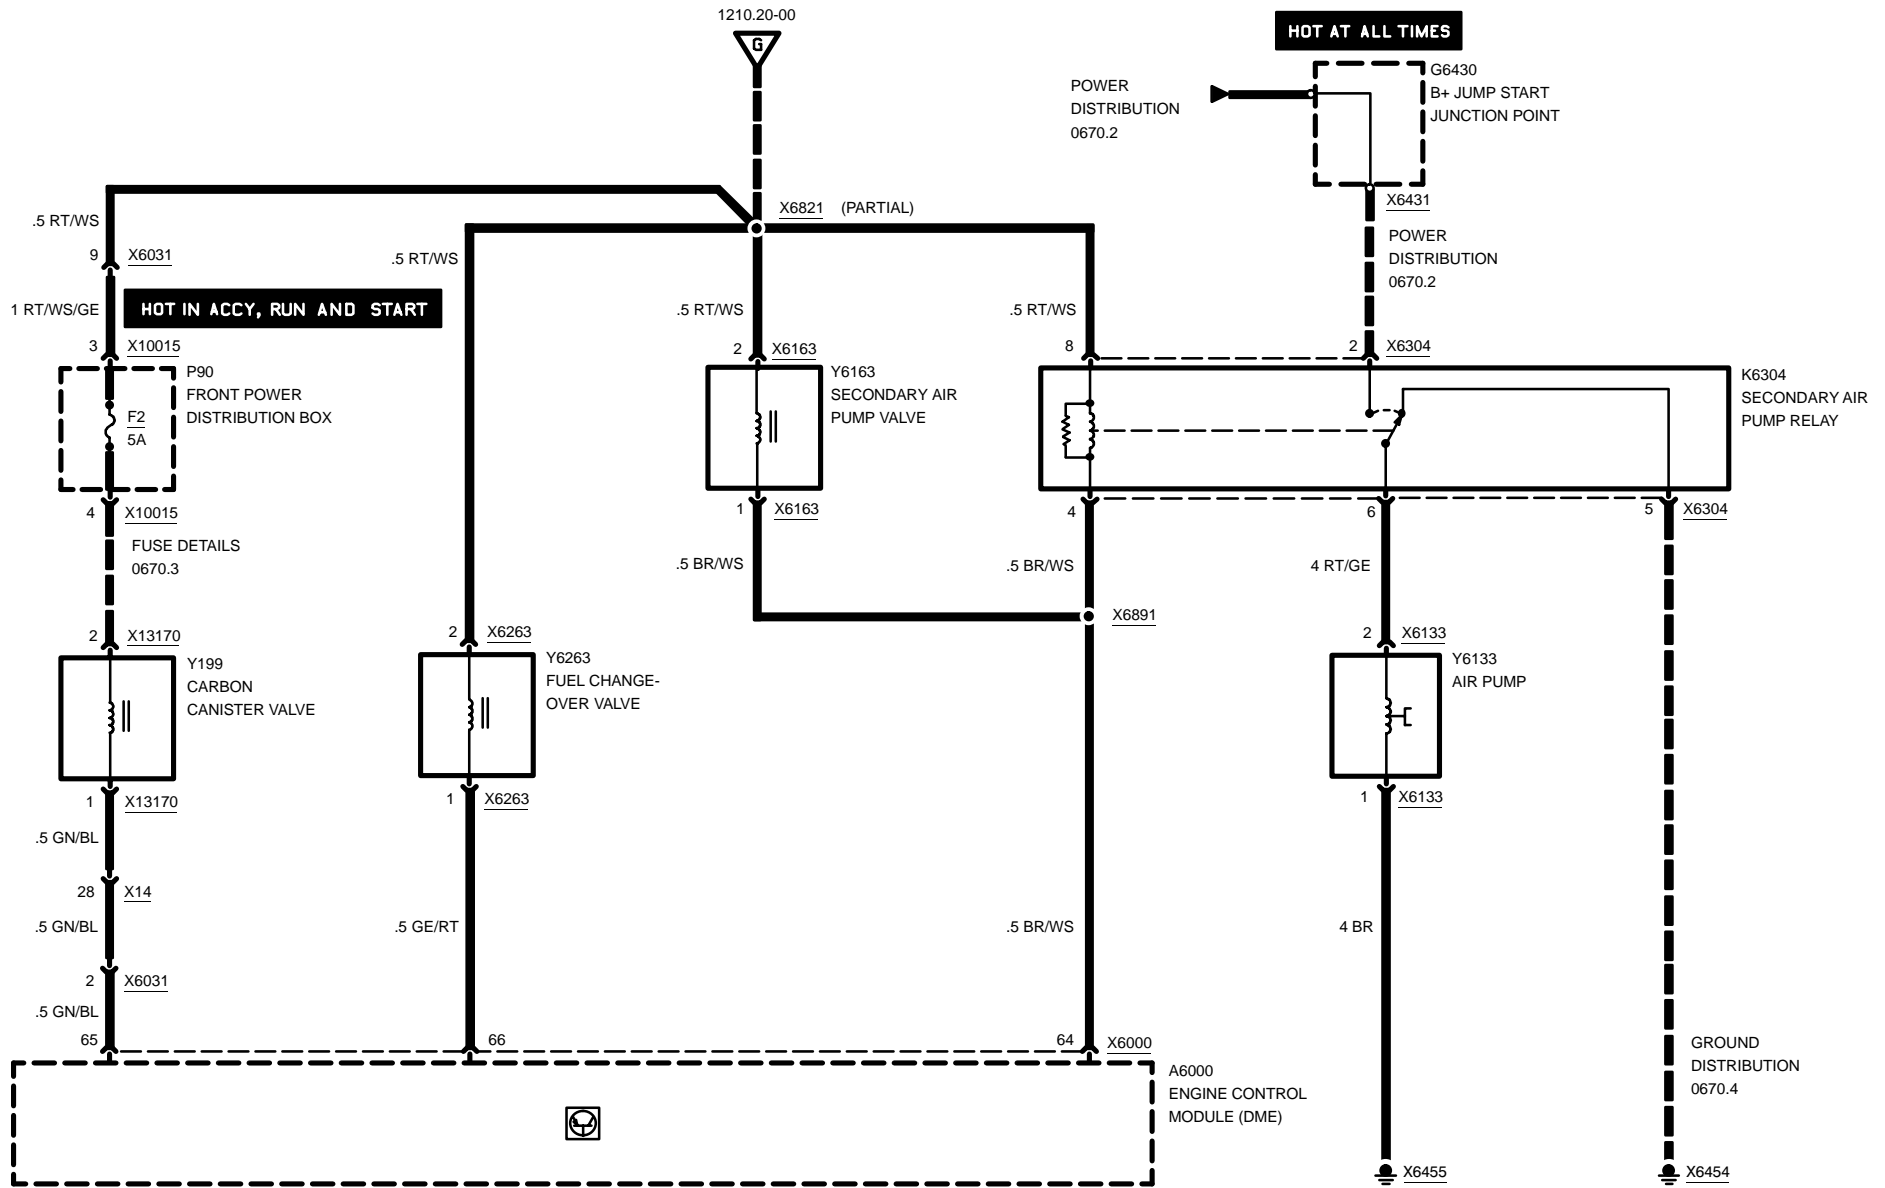 1210.20-00
G
HOT AT ALL TIMES
POWER
DISTRIBUTION
0670.2
G6430
B+ JUMP START
JUNCTION POINT
X6431
POWER
DISTRIBUTION
0670.2
X6821 (PARTIAL)
.5 RT/WS
9 X6031
1 RT/WS/GE
HOT IN ACCY, RUN AND START
3 X10015
P90
FRONT POWER
DISTRIBUTION BOX
F2
5A
4 X10015
FUSE DETAILS
0670.3
2 X13170
Y199
CARBON
CANISTER VALVE
1 X13170
.5 GN/BL
28 X14
.5 GN/BL
2 X6031
.5 GN/BL
65
.5 RT/WS
2 X6263
Y6263
FUEL CHANGE-
OVER VALVE
1 X6263
.5 GE/RT
66
.5 RT/WS
2 X6163
Y6163
SECONDARY AIR
PUMP VALVE
1 X6163
.5 BR/WS
.5 RT/WS
8
2 X6304
K6304
SECONDARY AIR
PUMP RELAY
4
6
5 X6304
.5 BR/WS
X6891
.5 BR/WS
64 X6000
4 RT/GE
2 X6133
Y6133
AIR PUMP
1 X6133
4 BR
X6455
GROUND
DISTRIBUTION
0670.4
X6454
A6000
ENGINE CONTROL
MODULE (DME)